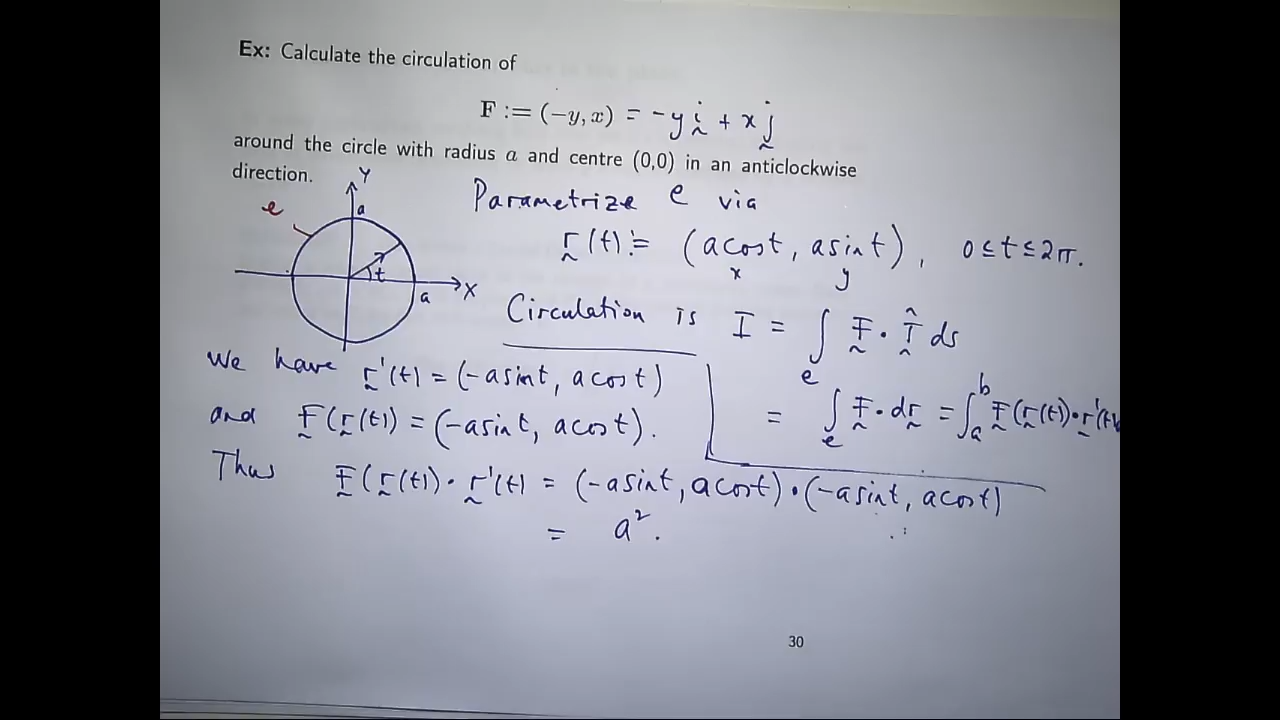 Ex: Calculate the circulation of
F := (−y, x) = −y i + x j
around the circle with radius a and centre (0,0) in an anticlockwise
direction.
Y
a
C
t
a
X
Parametrize C via
r(t) := (a cos t, a sin t), 0 ≤ t ≤ 2π.
x y
Circulation is I = ∫_C F · T̂ ds
= ∫_C F · dr = ∫_a^b F(r(t)) · r'(t)
We have r'(t) = (−a sin t, a cos t)
and F(r(t)) = (−a sin t, a cos t).
Thus F(r(t)) · r'(t) = (−a sin t, a cos t) · (−a sin t, a cos t)
= a².
30